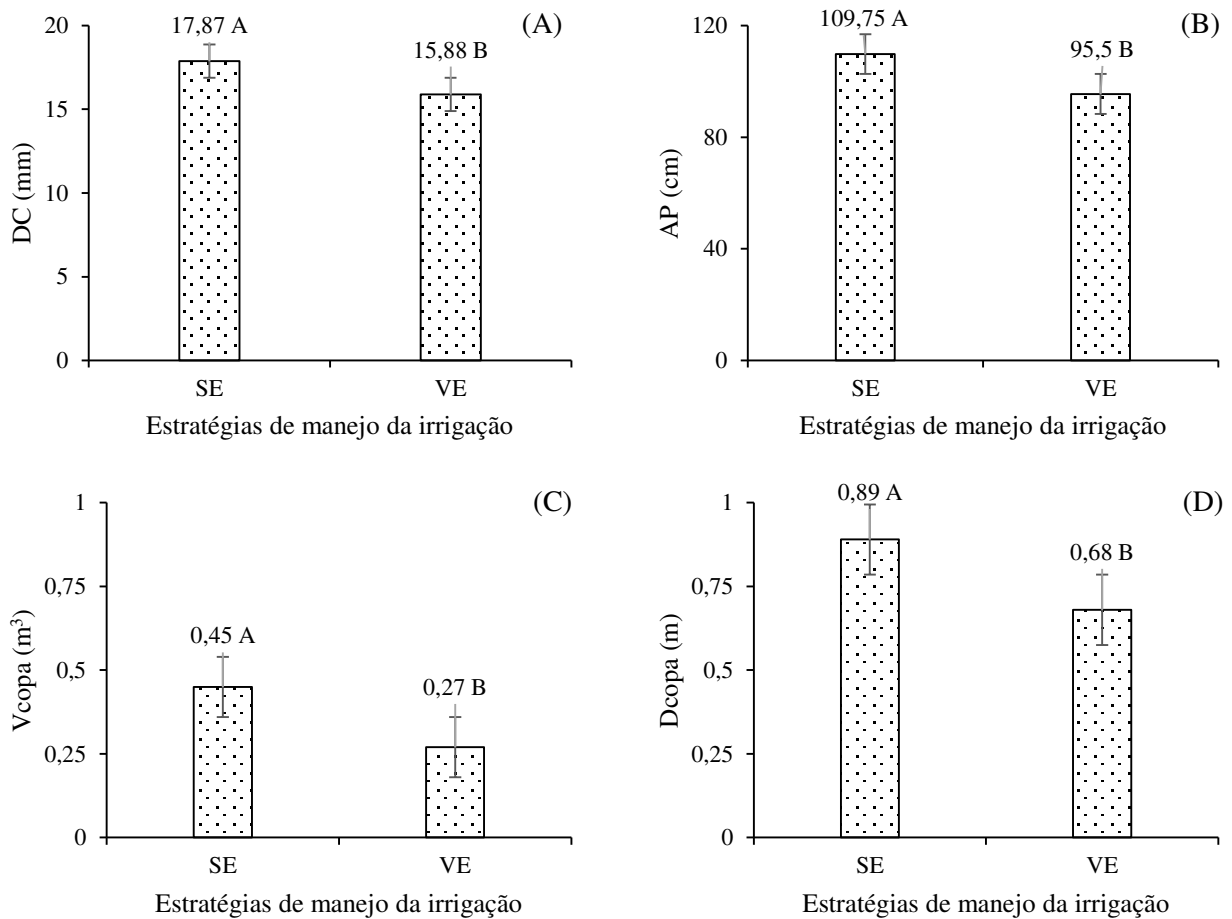 (A)
17,87 A
15,88 B
20
15
10
5
0
DC (mm)
SE
VE
Estratégias de manejo da irrigação
(B)
109,75 A
95,5 B
120
80
40
0
AP (cm)
SE
VE
Estratégias de manejo da irrigação
(C)
0,45 A
0,27 B
1
0,75
0,5
0,25
0
Vcopa (m³)
SE
VE
Estratégias de manejo da irrigação
(D)
0,89 A
0,68 B
1
0,75
0,5
0,25
0
Dcopa (m)
SE
VE
Estratégias de manejo da irrigação